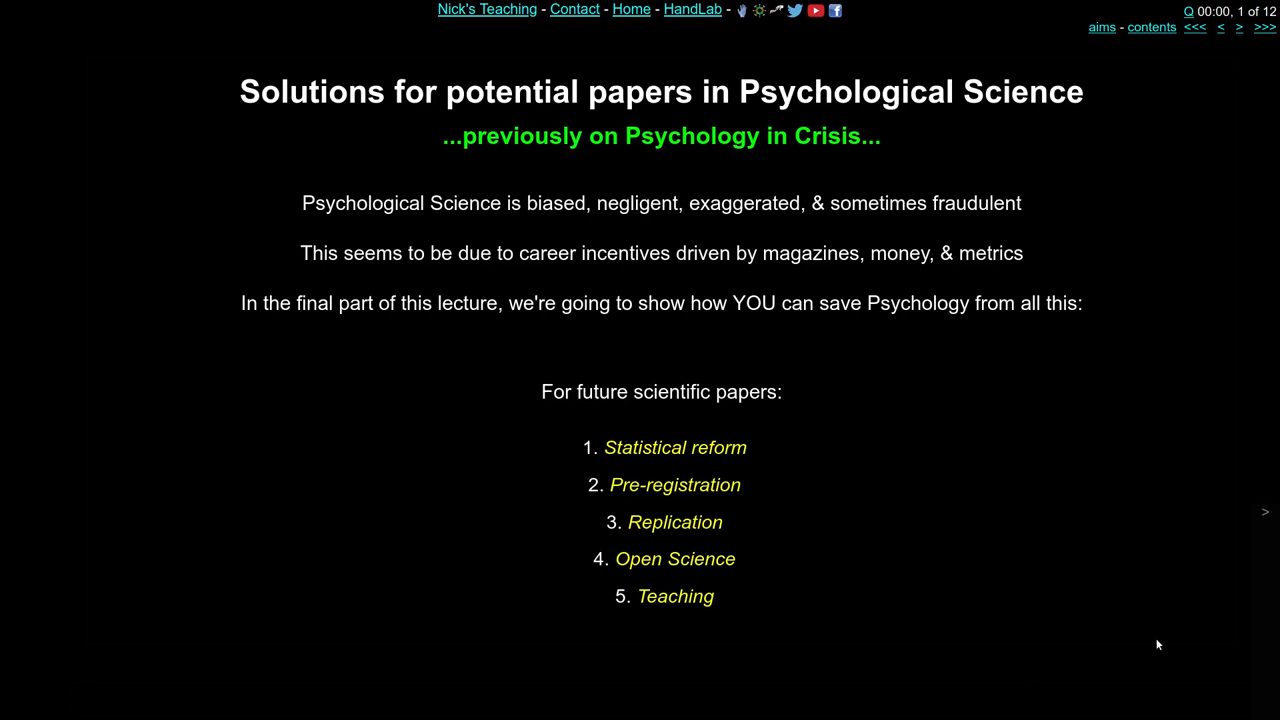 Nick's Teaching - Contact - Home - HandLab -
Q 00:00, 1 of 12
aims - contents <<< < > >>>
Solutions for potential papers in Psychological Science
...previously on Psychology in Crisis...
Psychological Science is biased, negligent, exaggerated, & sometimes fraudulent
This seems to be due to career incentives driven by magazines, money, & metrics
In the final part of this lecture, we're going to show how YOU can save Psychology from all this:
For future scientific papers:
1. Statistical reform
2. Pre-registration
3. Replication
4. Open Science
5. Teaching
>